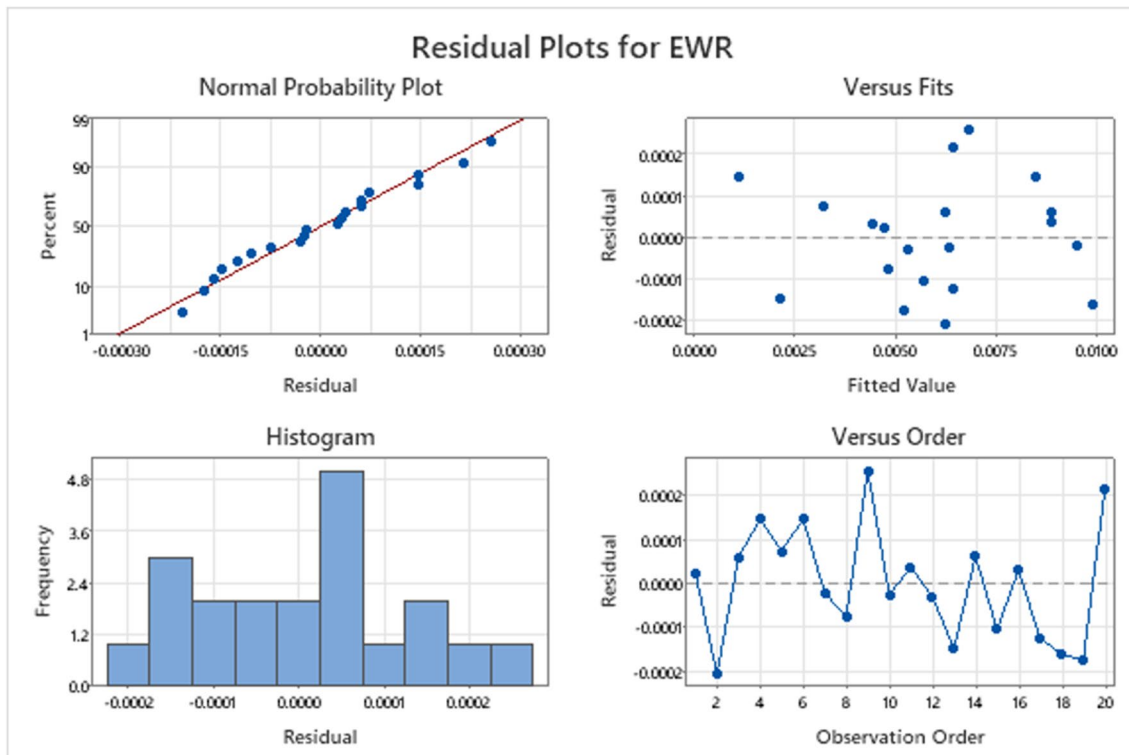 Residual Plots for EWR
Normal Probability Plot
99
90
50
10
1
Percent
-0.00030 -0.00015 0.00000 0.00015 0.00030
Residual
Versus Fits
0.0002
0.0001
0.0000
-0.0001
-0.0002
Residual
0.0000 0.0025 0.0050 0.0075 0.0100
Fitted Value
Histogram
4.8
3.6
2.4
1.2
0.0
Frequency
-0.0002 -0.0001 0.0000 0.0001 0.0002
Residual
Versus Order
0.0002
0.0001
0.0000
-0.0001
-0.0002
Residual
2 4 6 8 10 12 14 16 18 20
Observation Order